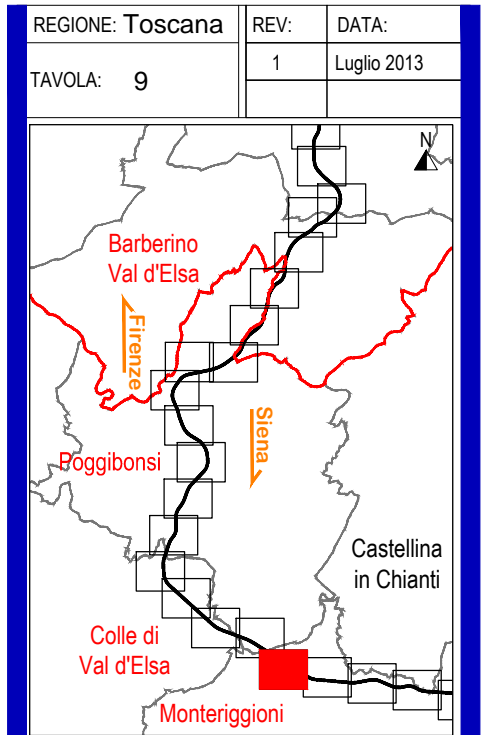 REGIONE: Toscana
REV:
DATA:
1
Luglio 2013
TAVOLA: 9
N
Barberino
Val d'Elsa
Firenze
Siena
Poggibonsi
Castellina
in Chianti
Colle di
Val d'Elsa
Monteriggioni